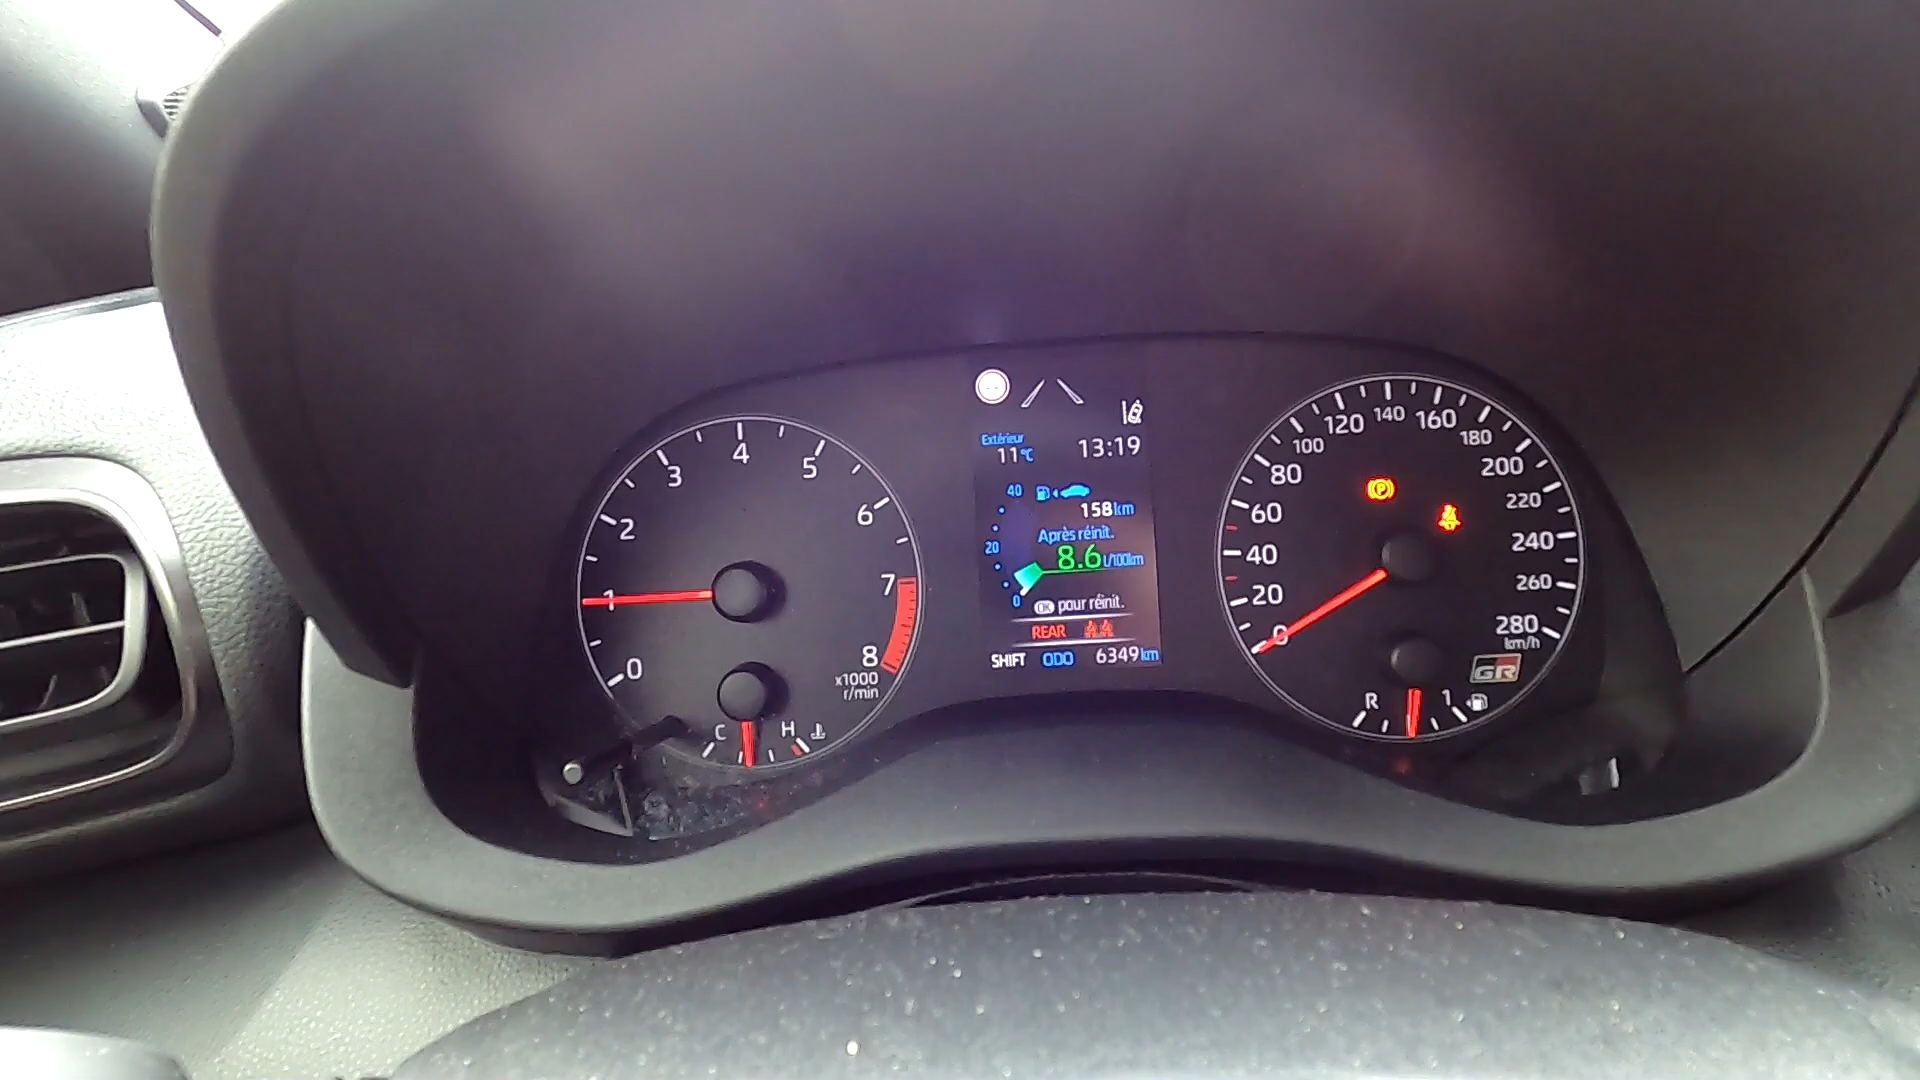 0
1
2
3
4
5
6
7
8
x1000
r/min
C H
Extérieur
11°C 13:19
40
20
0
158km
Après réinit.
8.6 l/100km
OK pour réinit.
REAR
SHIFT ODO 6349km
0
20
40
60
80
100
120
140
160
180
200
220
240
260
280
km/h
P
GR
R 1